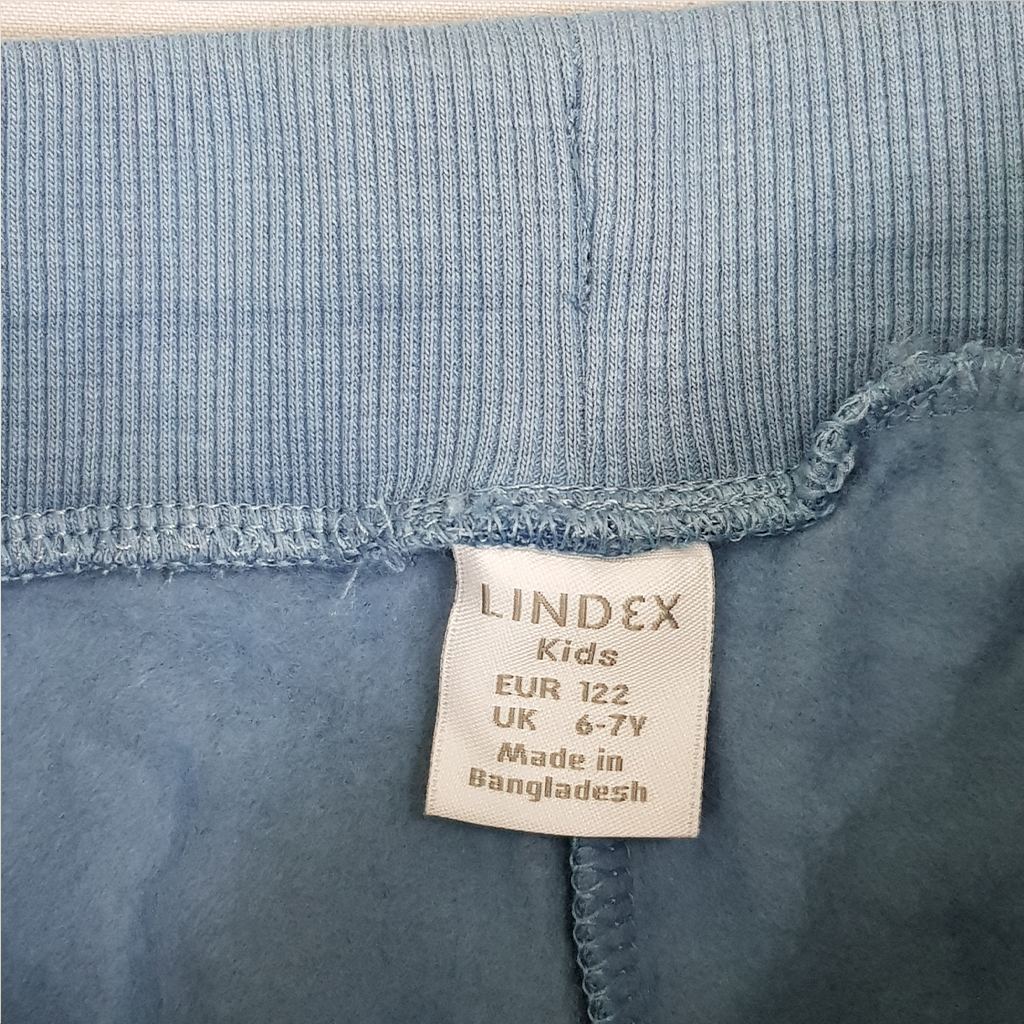 LINDEX
Kids
EUR 122
UK 6-7Y
Made in
Bangladesh